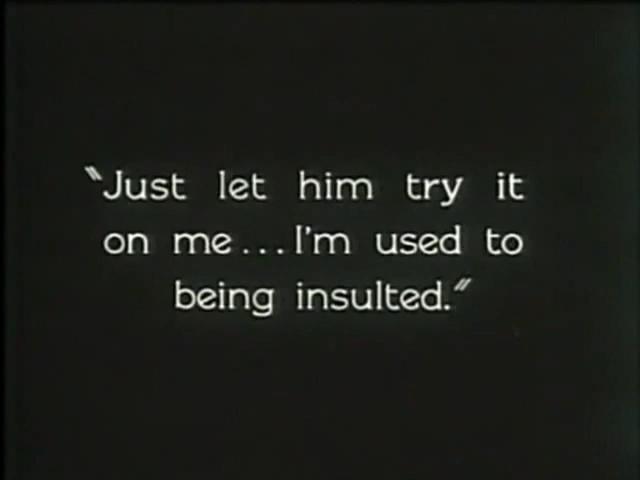 "Just let him try it
on me...I'm used to
being insulted."